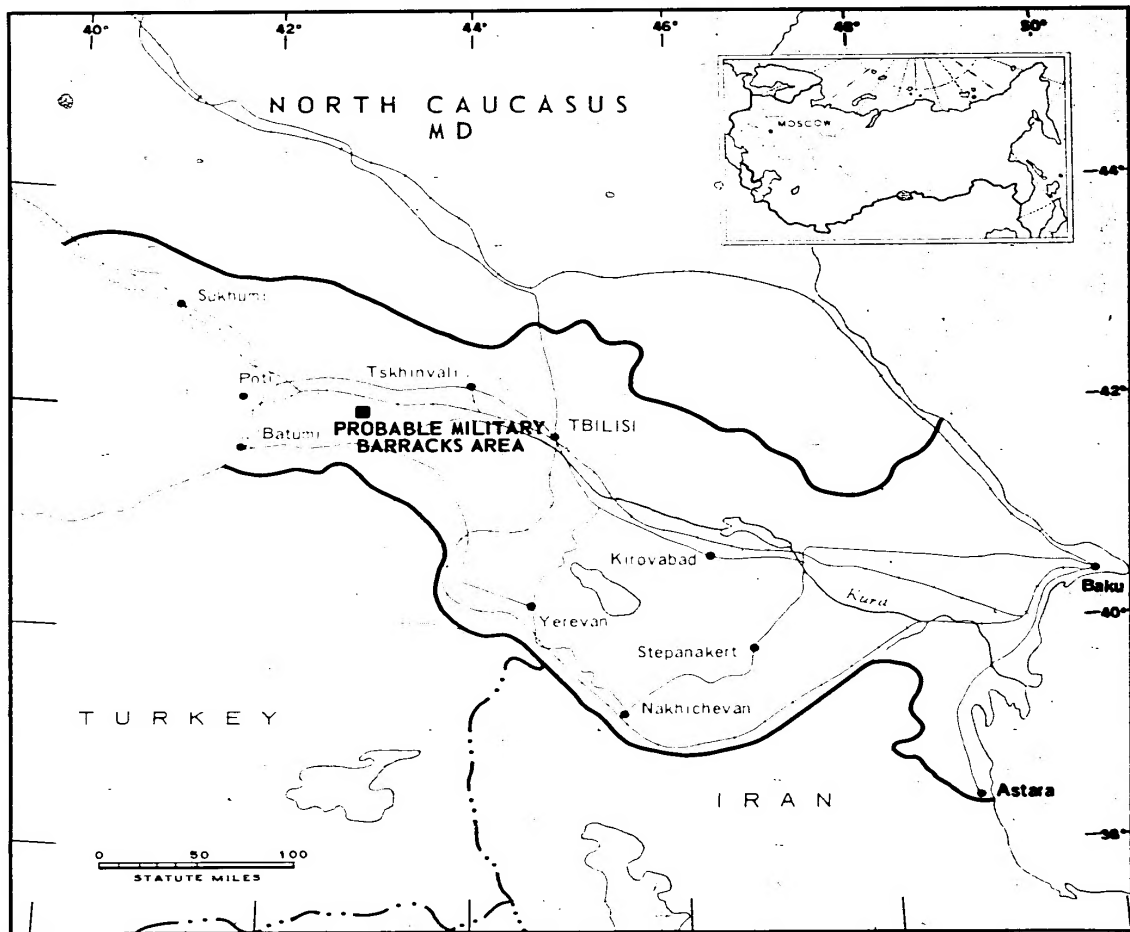 40° 42° 44° 46° 48° 50°
NORTH CAUCASUS
MD
MOSCOW
44°
Sukhumi
Poti
Tskhinvali
42°
PROBABLE MILITARY
BARRACKS AREA
TBILISI
Batumi
Kirovabad
Baku
Kura
40°
Yerevan
Stepanakert
Nakhichevan
TURKEY
IRAN
Astara
38°
0 50 100
STATUTE MILES